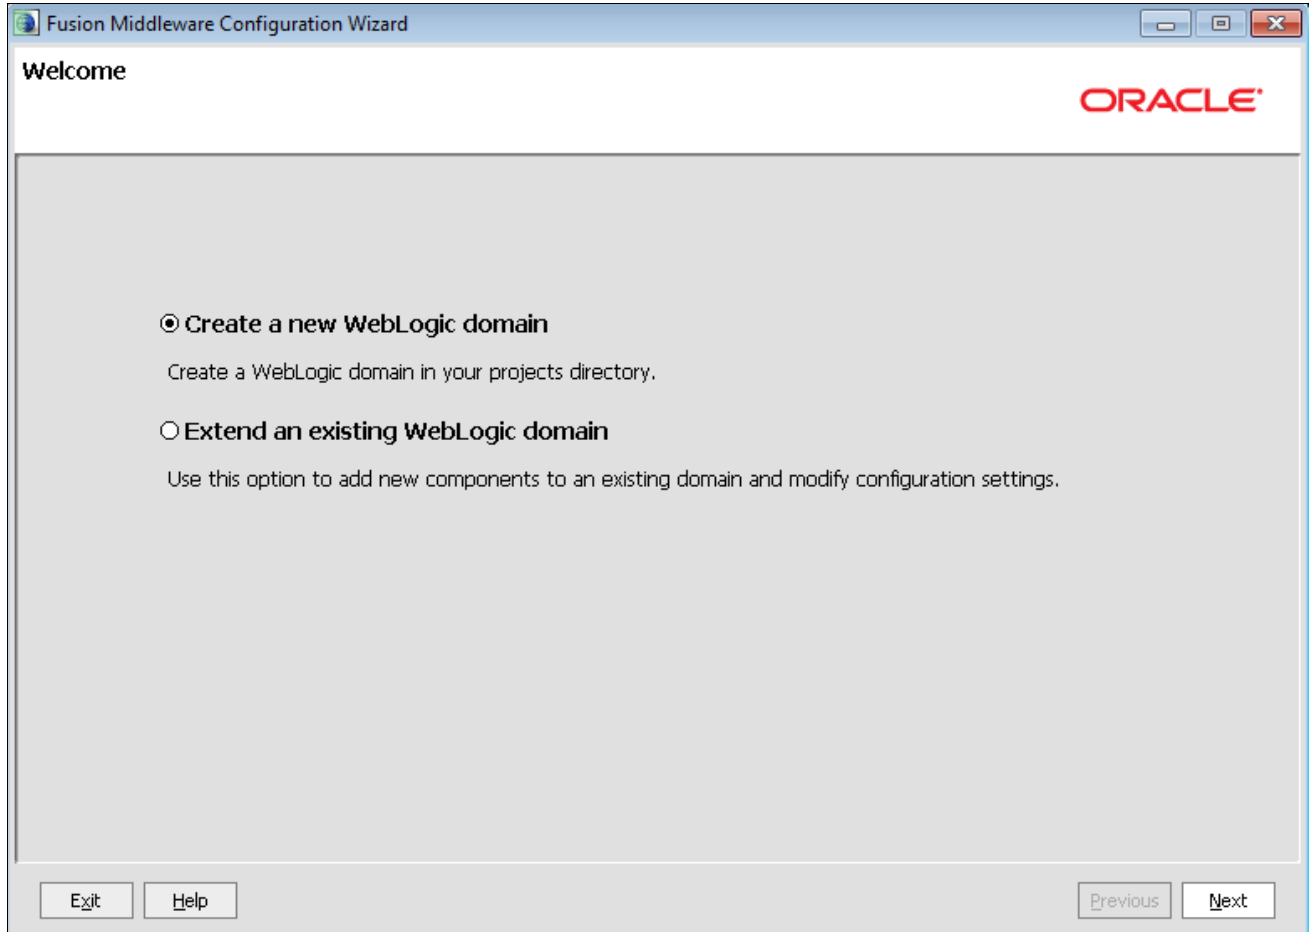 Fusion Middleware Configuration Wizard
Welcome
ORACLE
Create a new WebLogic domain
Create a WebLogic domain in your projects directory.
Extend an existing WebLogic domain
Use this option to add new components to an existing domain and modify configuration settings.
Exit Help Previous Next